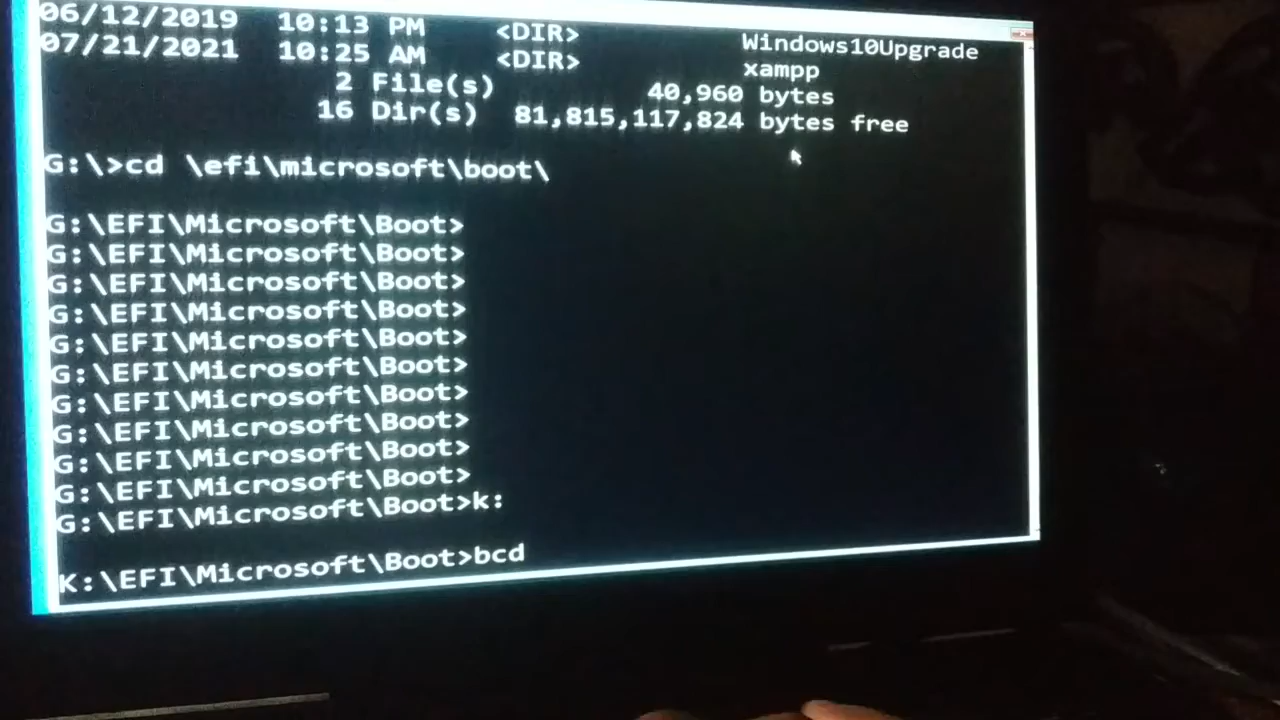 06/12/2019 10:13 PM <DIR> Windows10Upgrade
07/21/2021 10:25 AM <DIR> xampp
2 File(s) 40,960 bytes
16 Dir(s) 81,815,117,824 bytes free
G:\>cd \efi\microsoft\boot\
G:\EFI\Microsoft\Boot>
G:\EFI\Microsoft\Boot>
G:\EFI\Microsoft\Boot>
G:\EFI\Microsoft\Boot>
G:\EFI\Microsoft\Boot>
G:\EFI\Microsoft\Boot>
G:\EFI\Microsoft\Boot>
G:\EFI\Microsoft\Boot>
G:\EFI\Microsoft\Boot>
G:\EFI\Microsoft\Boot>
G:\EFI\Microsoft\Boot>k:
K:\EFI\Microsoft\Boot>bcd